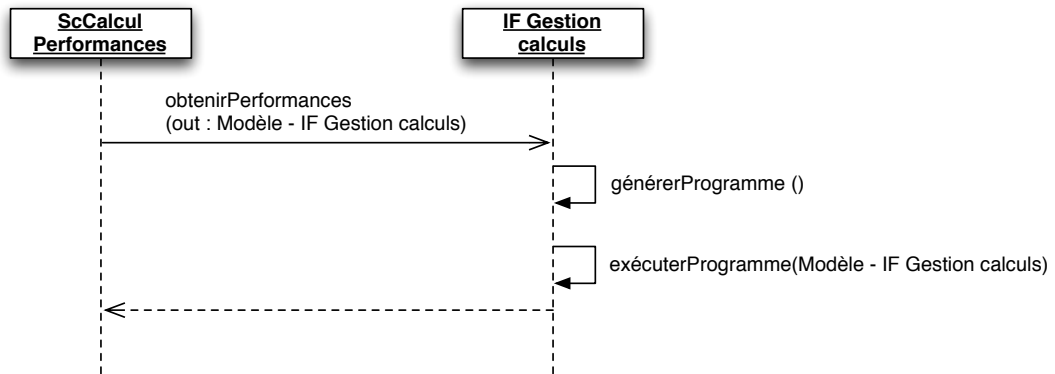 ScCalcul
Performances
IF Gestion
calculs
obtenirPerformances
(out : Modèle - IF Gestion calculs)
générerProgramme ()
exécuterProgramme(Modèle - IF Gestion calculs)